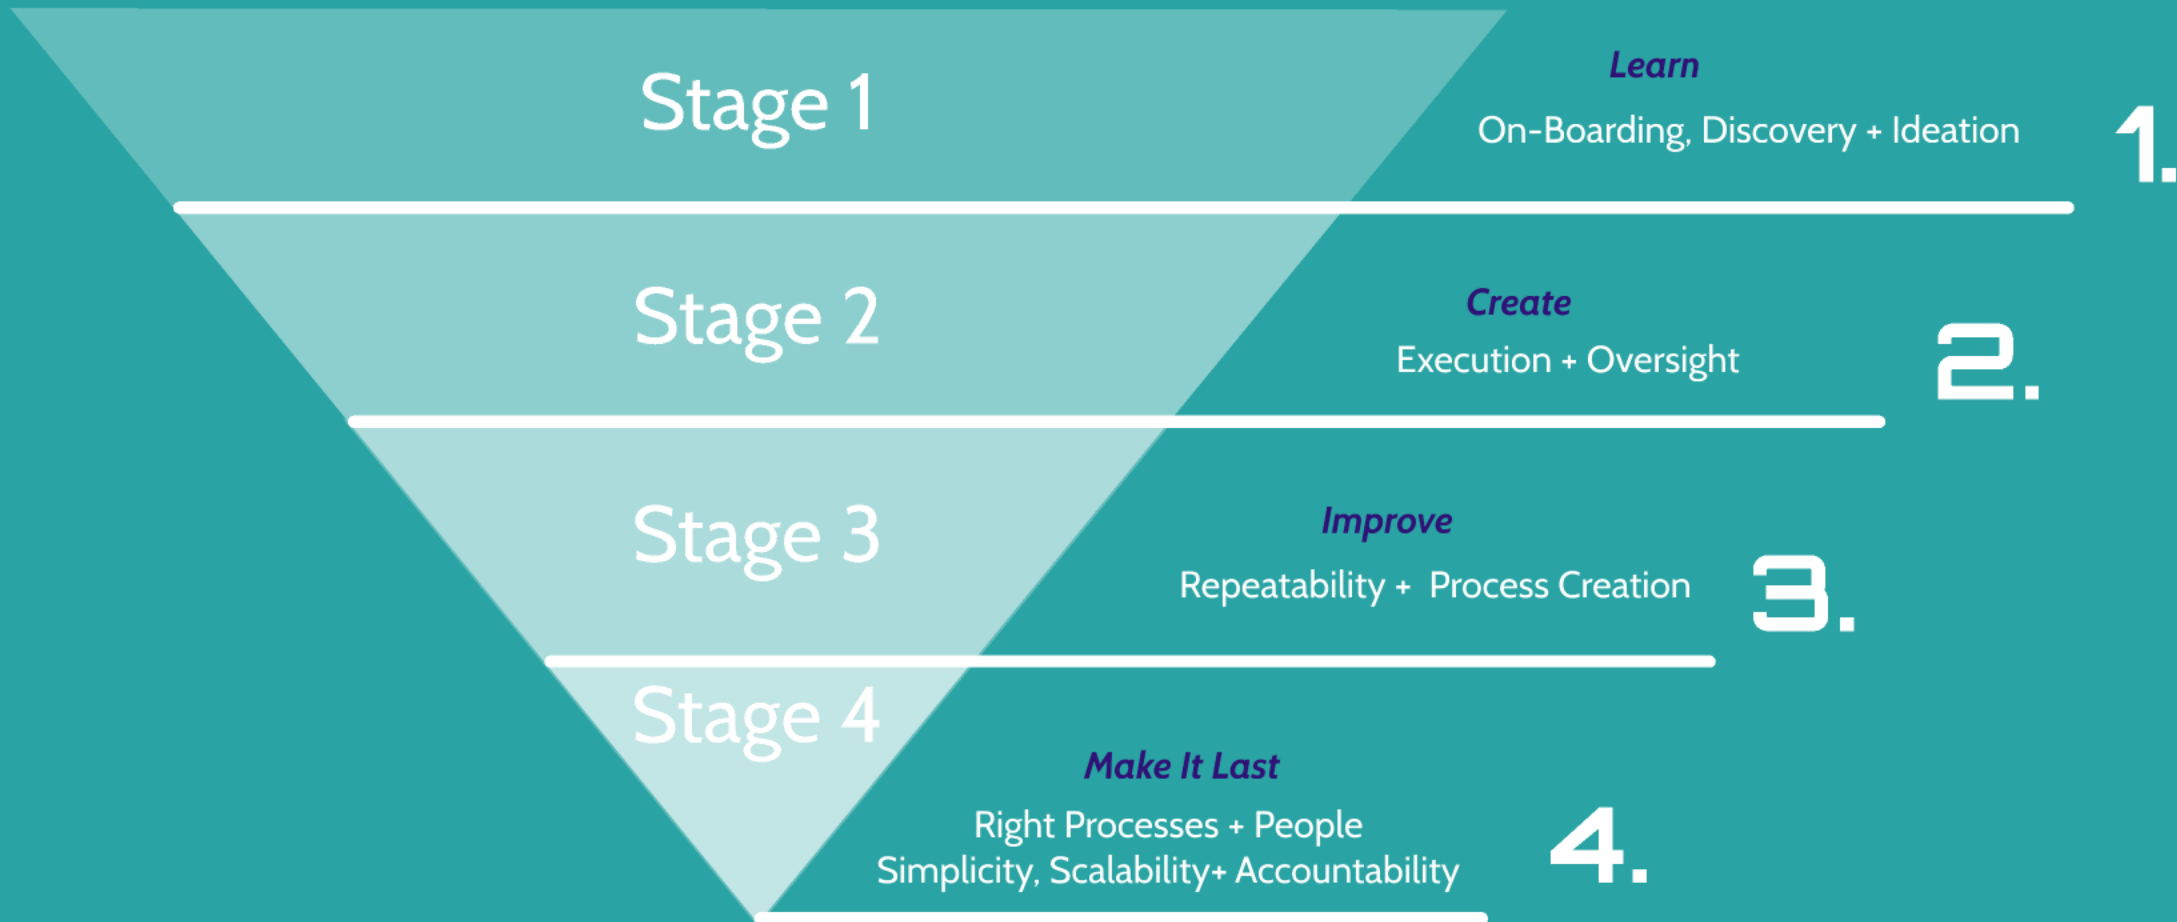 Stage 1
Learn
On-Boarding, Discovery + Ideation
1.
Stage 2
Create
Execution + Oversight
2.
Stage 3
Improve
Repeatability + Process Creation
3.
Stage 4
Make It Last
Right Processes + People
Simplicity, Scalability+ Accountability
4.